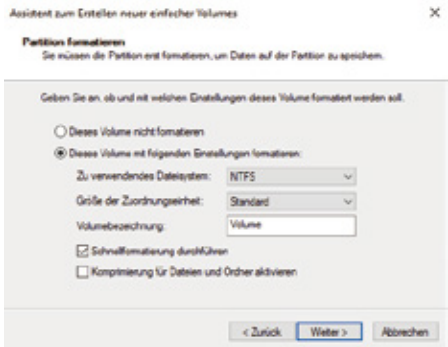 Assistent zum Erstellen neuer einfacher Volumes
Partition formatieren
Sie müssen die Partition erst formatieren, um Daten auf der Partition zu speichern.
Geben Sie an, ob und mit welchen Einstellungen dieses Volume formatiert werden soll.
Dieses Volume nicht formatieren
Dieses Volume mit folgenden Einstellungen formatieren:
Zu verwendendes Dateisystem: NTFS
Größe der Zuordnungseinheit: Standard
Volumebezeichnung: Volume
Schnellformatierung durchführen
Komprimierung für Dateien und Ordner aktivieren
< Zurück Weiter > Abbrechen